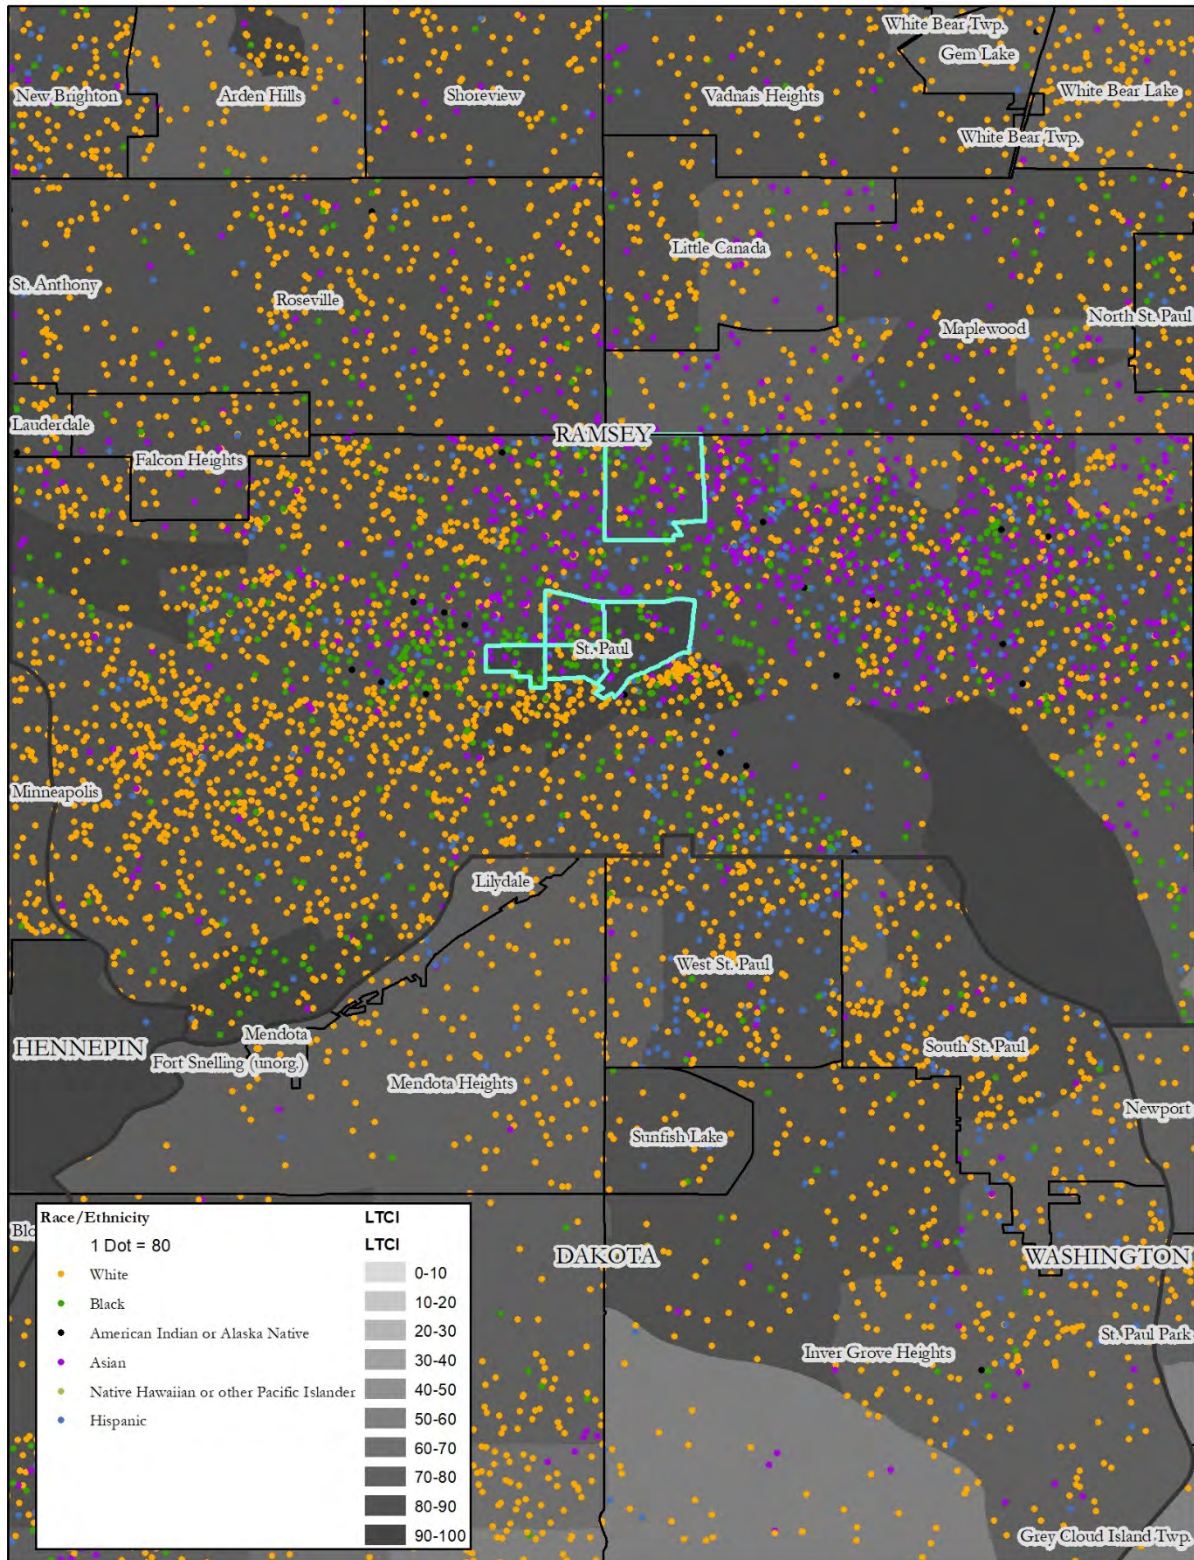 White Bear Twp.
Gem Lake
New Brighton
Arden Hills
Shoreview
Vadnais Heights
White Bear Lake
White Bear Twp.
Little Canada
St. Anthony
Roseville
North St. Paul
Maplewood
Lauderdale
RAMSEY
Falcon Heights
St. Paul
Minneapolis
Lilydale
West St. Paul
Mendota
HENNEPIN
Fort Snelling (unorg.)
South St. Paul
Mendota Heights
Newport
Sunfish Lake
Blo
DAKOTA
WASHINGTON
St. Paul Park
Inver Grove Heights
Grey Cloud Island Twp.
Race/Ethnicity
1 Dot = 80
White
Black
American Indian or Alaska Native
Asian
Native Hawaiian or other Pacific Islander
Hispanic
LTCI
LTCI
0-10
10-20
20-30
30-40
40-50
50-60
60-70
70-80
80-90
90-100